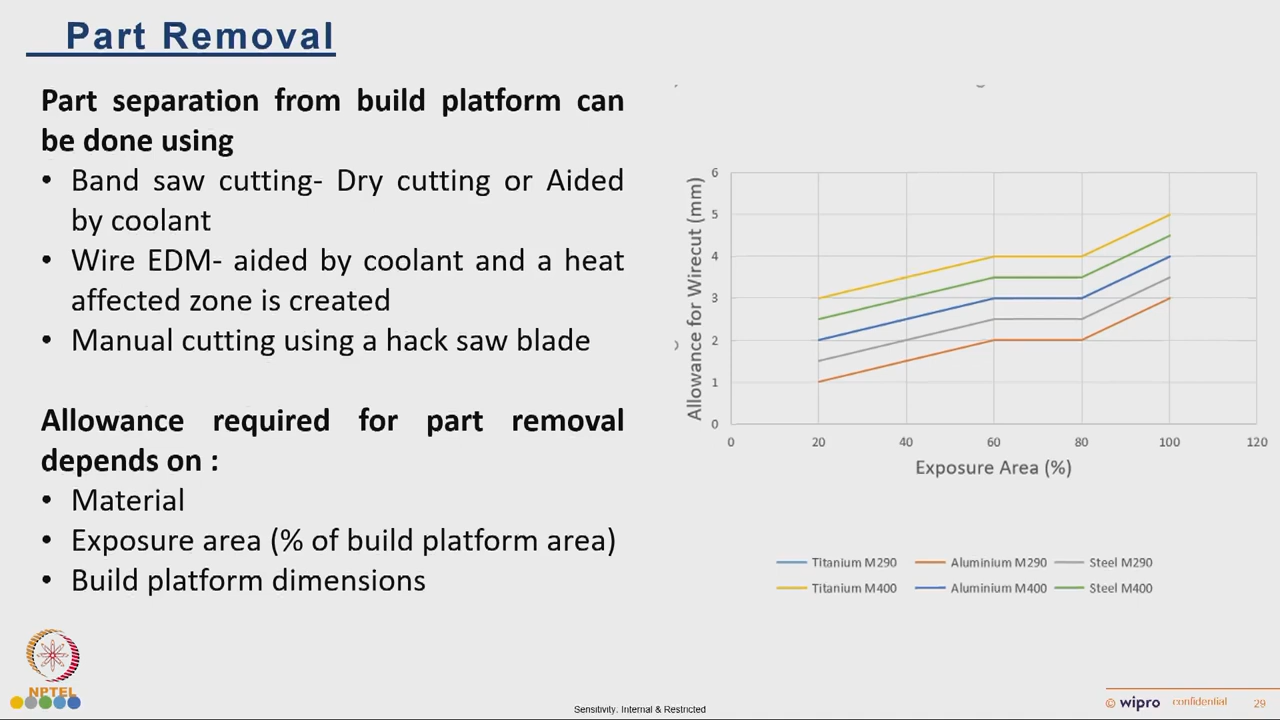 Part Removal
Part separation from build platform can
be done using
• Band saw cutting- Dry cutting or Aided
by coolant
• Wire EDM- aided by coolant and a heat
affected zone is created
• Manual cutting using a hack saw blade
Allowance required for part removal
depends on :
• Material
• Exposure area (% of build platform area)
• Build platform dimensions
Allowance for Wirecut (mm)
6
5
4
3
2
1
0
0 20 40 60 80 100 120
Exposure Area (%)
Titanium M290 Aluminium M290 Steel M290
Titanium M400 Aluminium M400 Steel M400
NPTEL
Sensitivity: Internal & Restricted
© wipro confidential 29